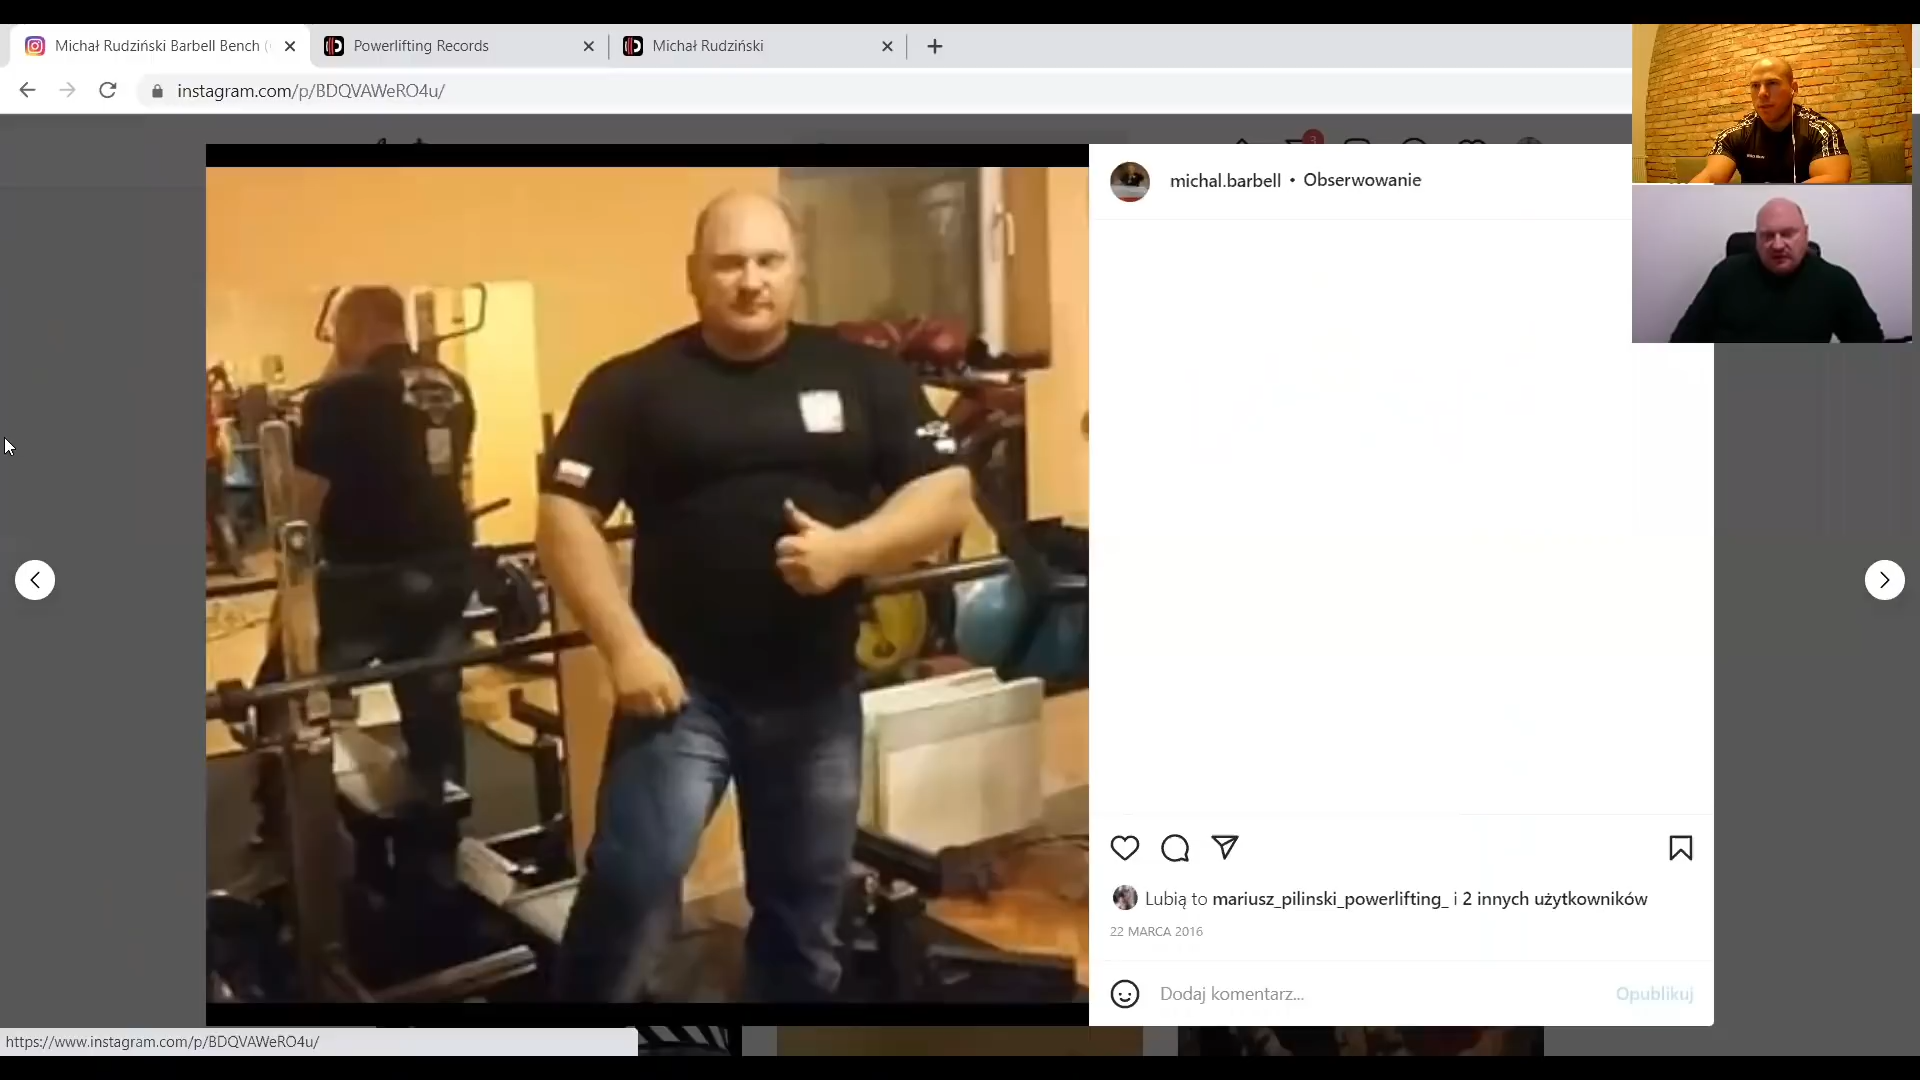 Michał Rudziński Barbell Bench
Powerlifting Records
Michał Rudziński
instagram.com/p/BDQVAWeRO4u/
3
michal.barbell • Obserwowanie
Lubią to mariusz_pilinski_powerlifting_ i 2 innych użytkowników
22 MARCA 2016
Dodaj komentarz...
Opublikuj
https://www.instagram.com/p/BDQVAWeRO4u/